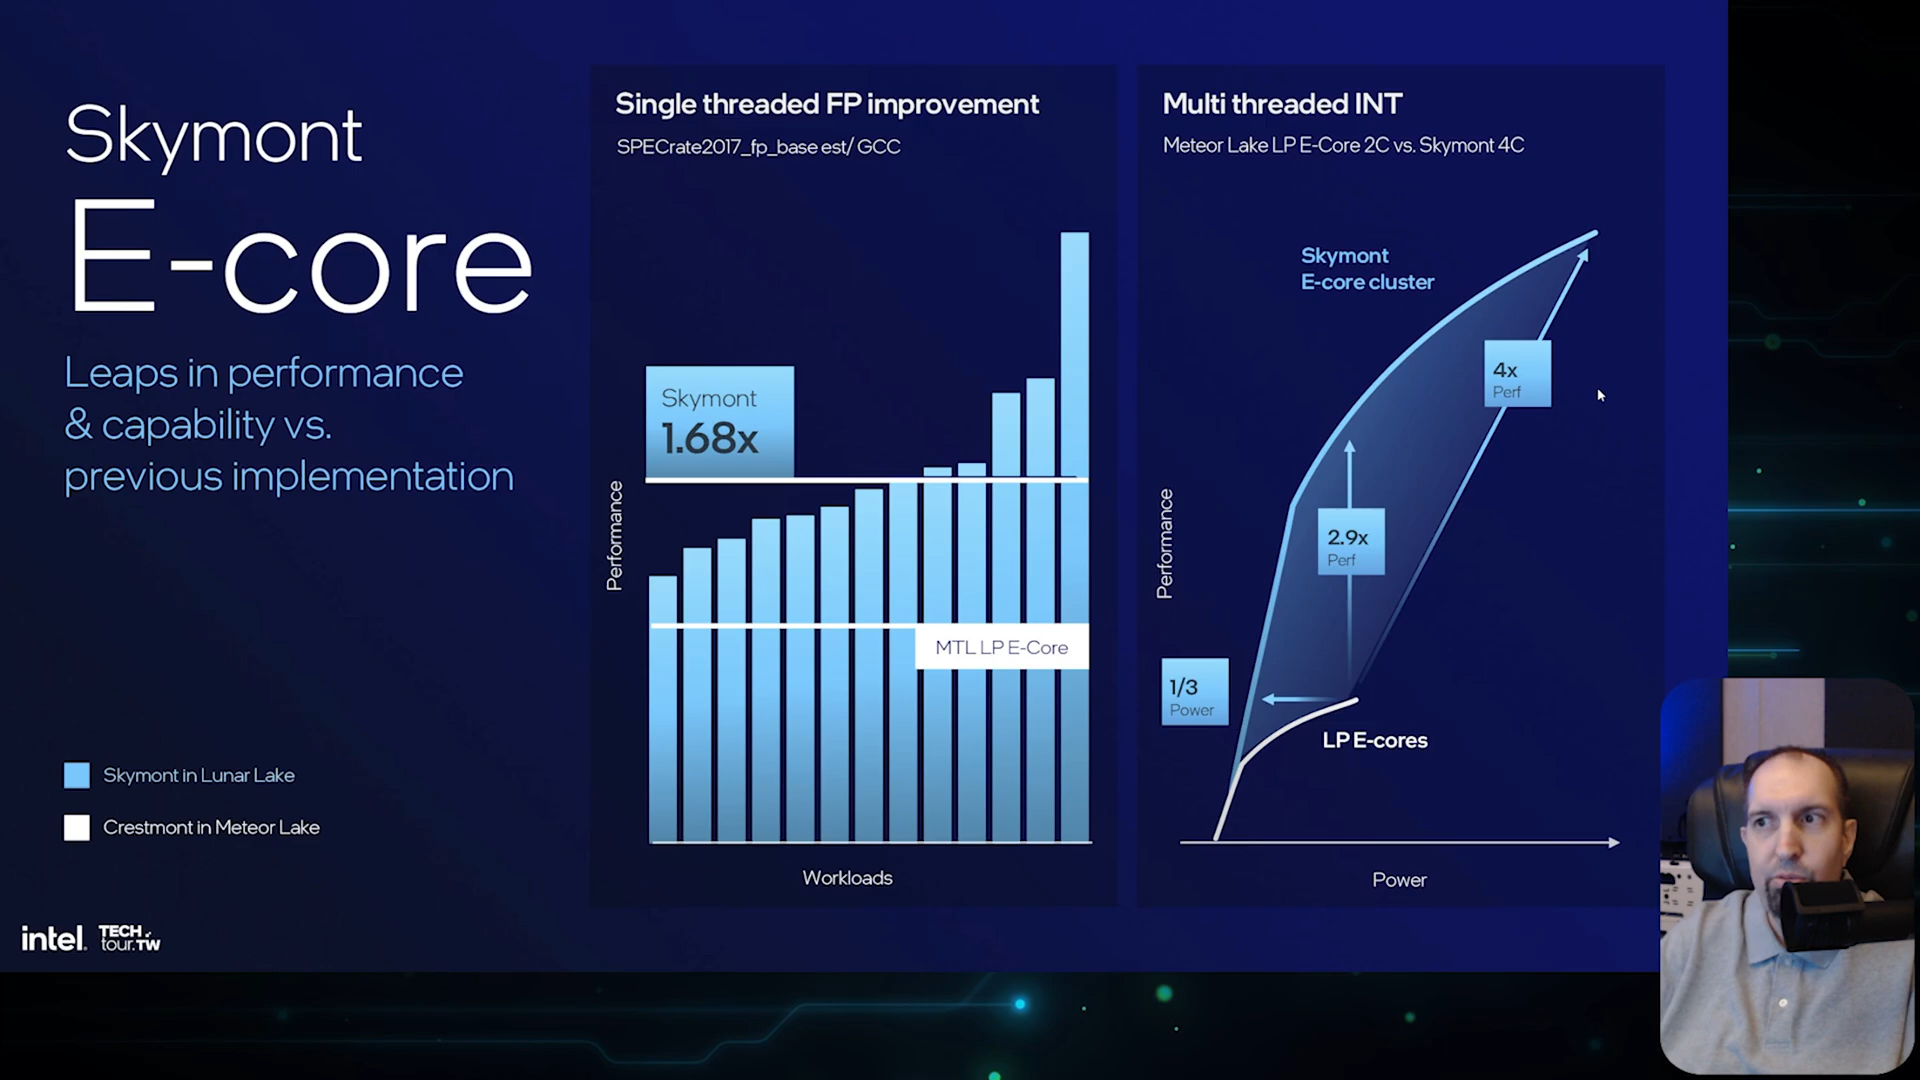 Skymont
E-core
Leaps in performance
& capability vs.
previous implementation
Skymont in Lunar Lake
Crestmont in Meteor Lake
intel. TECH
tour.TW
Single threaded FP improvement
SPECrate2017_fp_base est/ GCC
Skymont
1.68x
MTL LP E-Core
Performance
Workloads
Multi threaded INT
Meteor Lake LP E-Core 2C vs. Skymont 4C
Skymont
E-core cluster
4x
Perf
2.9x
Perf
1/3
Power
LP E-cores
Performance
Power